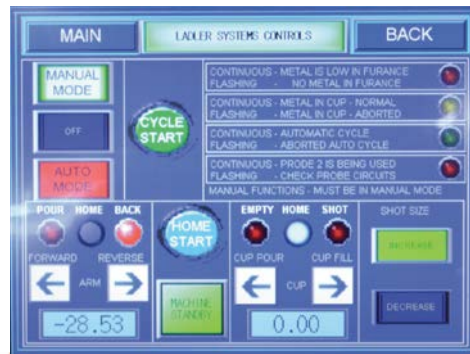 MAIN
LADLER SYSTEMS CONTROLS
BACK
MANUAL MODE
OFF
AUTO MODE
CYCLE START
CONTINUOUS - METAL IS LOW IN FURANCE
FLASHING - NO METAL IN FURANCE
CONTINUOUS - METAL IN CUP - NORMAL
FLASHING - METAL IN CUP - ABORTED
CONTINUOUS - AUTOMATIC CYCLE
FLASHING - ABORTED AUTO CYCLE
CONTINUOUS - PRODE 2 IS BEING USED
FLASHING - CHECK PROBE CIRCUITS
MANUAL FUNCTIONS - MUST BE IN MANUAL MODE
POUR HOME BACK
FORWARD REVERSE
ARM
-28.53
HOME START
MACHINE STANDBY
EMPTY HOME SHOT
CUP POUR CUP FILL
CUP
0.00
SHOT SIZE
INCREASE
DECREASE